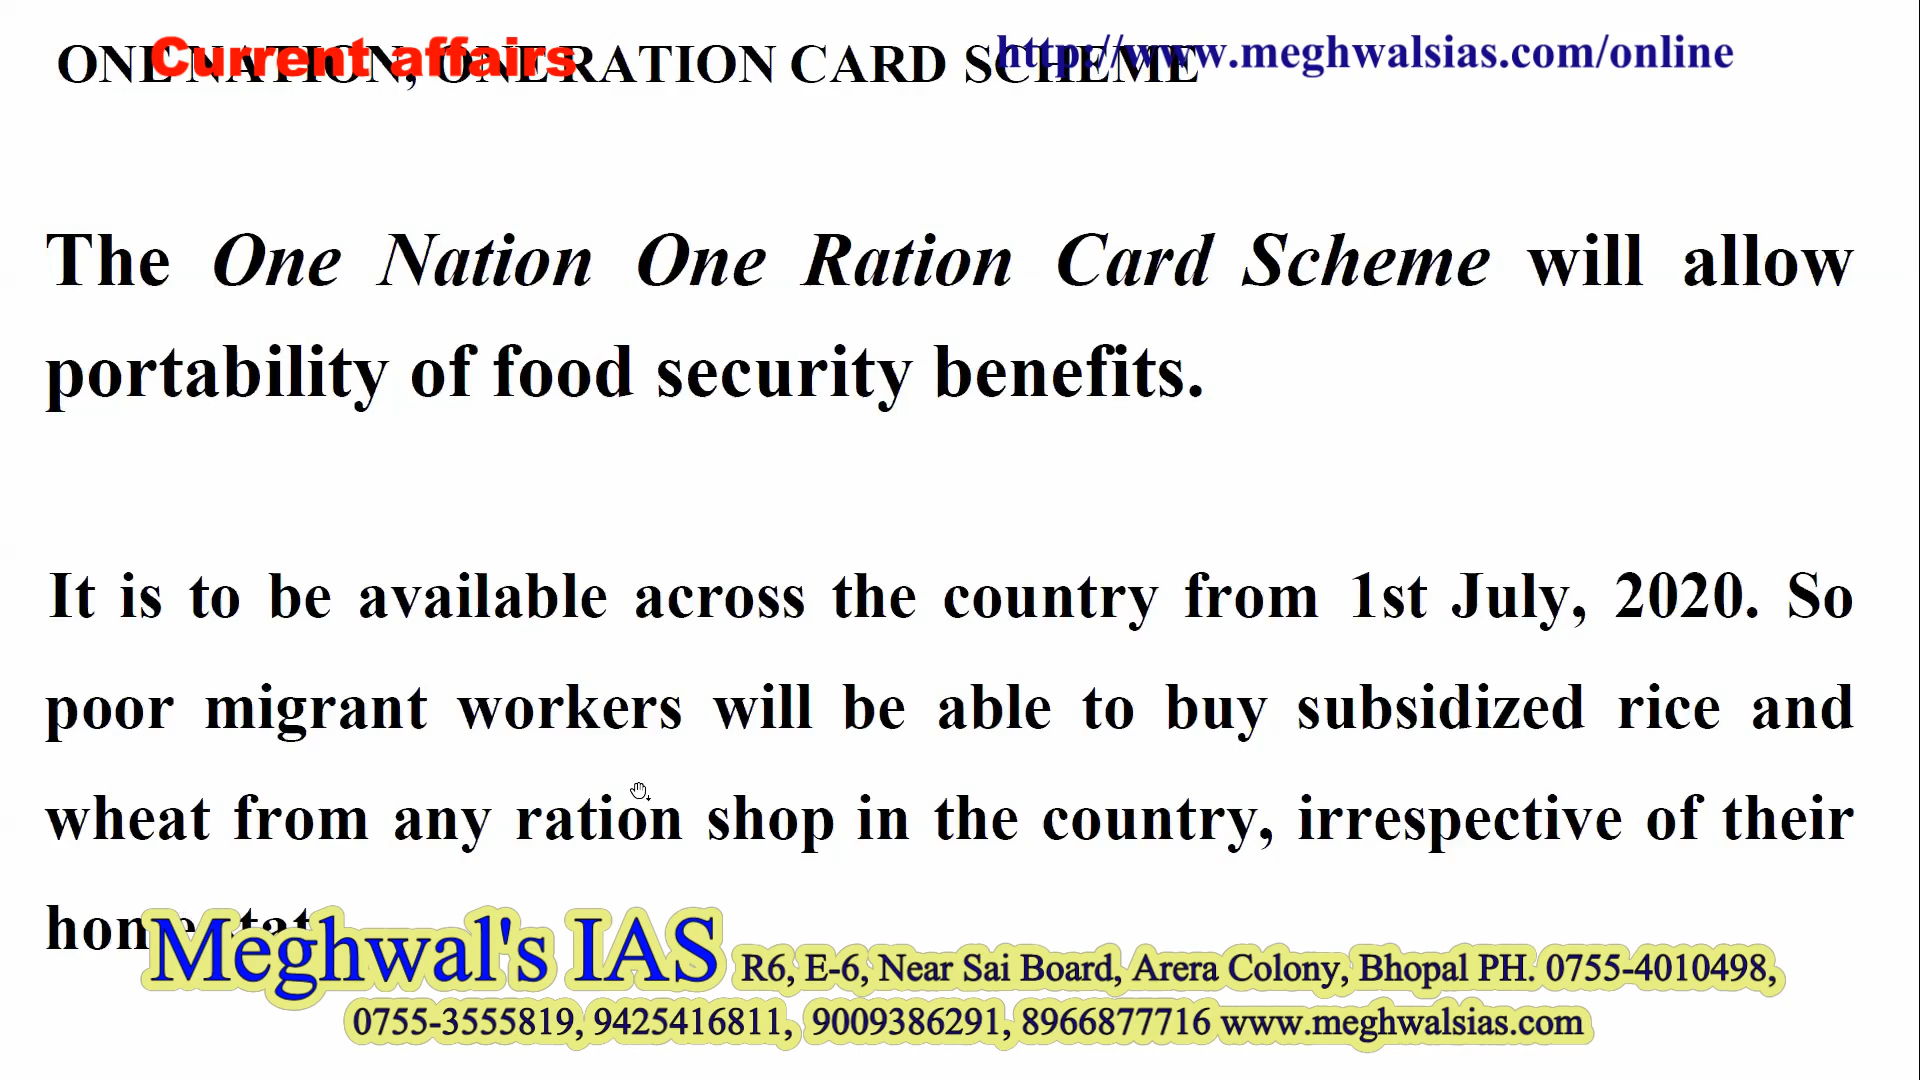 ONE NATION, ONE RATION CARD SCHEME
Current affairs
http://www.meghwalsias.com/online
The One Nation One Ration Card Scheme will allow
portability of food security benefits.
It is to be available across the country from 1st July, 2020. So
poor migrant workers will be able to buy subsidized rice and
wheat from any ration shop in the country, irrespective of their
Meghwal's IAS R6, E-6, Near Sai Board, Arera Colony, Bhopal PH. 0755-4010498,
0755-3555819, 9425416811, 9009386291, 8966877716 www.meghwalsias.com